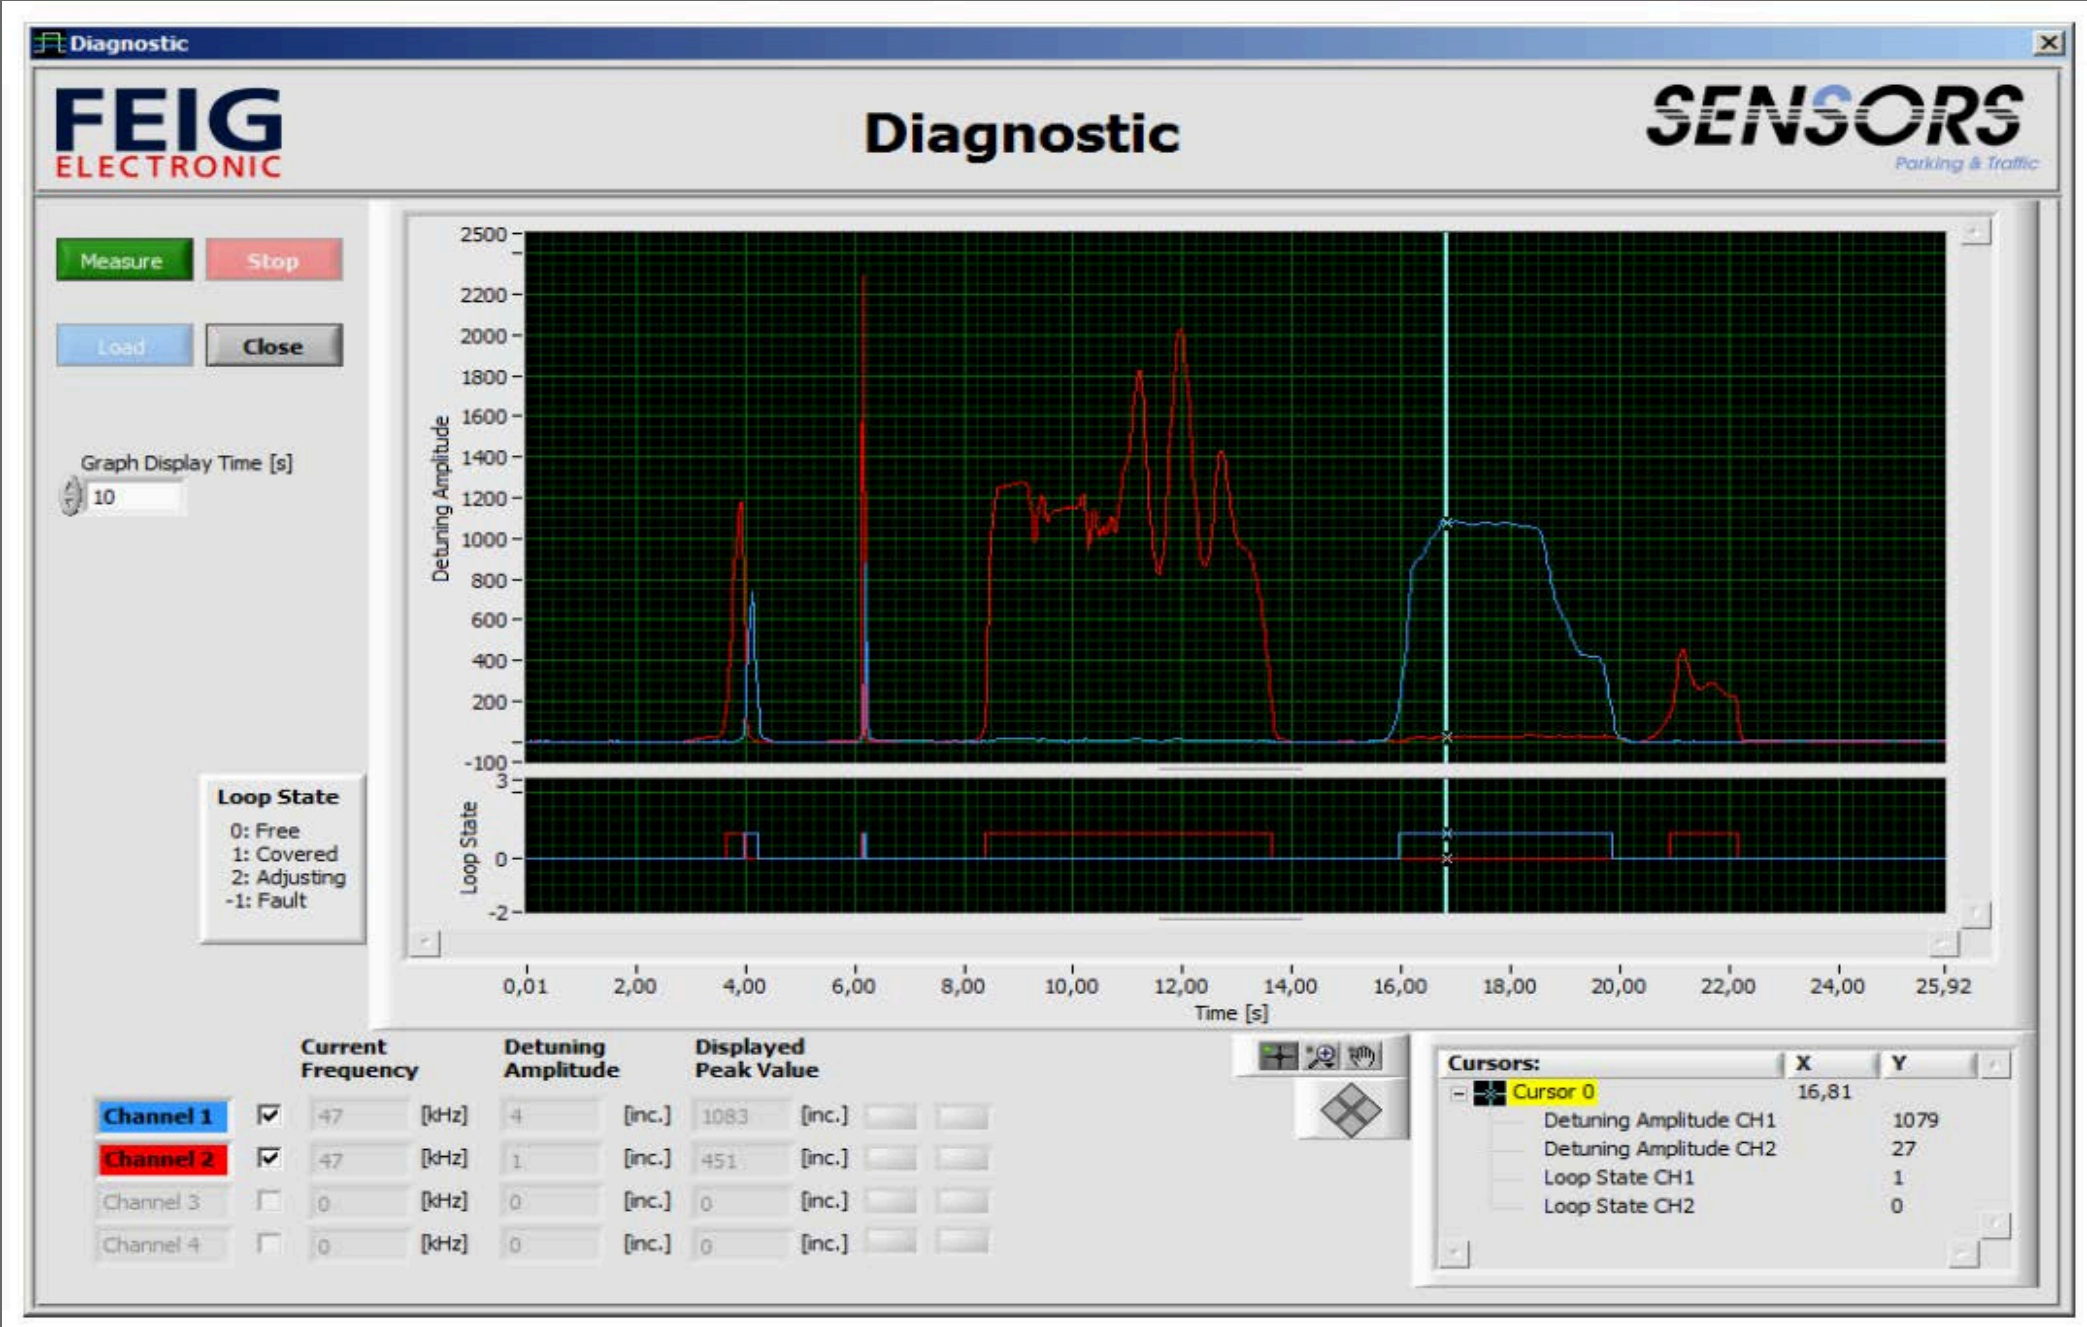 Diagnostic
FEIG
ELECTRONIC
Diagnostic
SENSORS
Parking & Traffic
Measure
Stop
Load
Close
Graph Display Time [s]
10
Detuning Amplitude
2500
2200
2000
1800
1600
1400
1200
1000
800
600
400
200
-100
Loop State
3
0
-2
Loop State
0: Free
1: Covered
2: Adjusting
-1: Fault
0,01 2,00 4,00 6,00 8,00 10,00 12,00 14,00 16,00 18,00 20,00 22,00 24,00 25,92
Time [s]
Current Detuning Displayed
Frequency Amplitude Peak Value
Channel 1 47 [kHz] 4 [inc.] 1083 [inc.]
Channel 2 47 [kHz] 1 [inc.] 451 [inc.]
Channel 3 0 [kHz] 0 [inc.] 0 [inc.]
Channel 4 0 [kHz] 0 [inc.] 0 [inc.]
Cursors: X Y
Cursor 0 16,81
Detuning Amplitude CH1 1079
Detuning Amplitude CH2 27
Loop State CH1 1
Loop State CH2 0